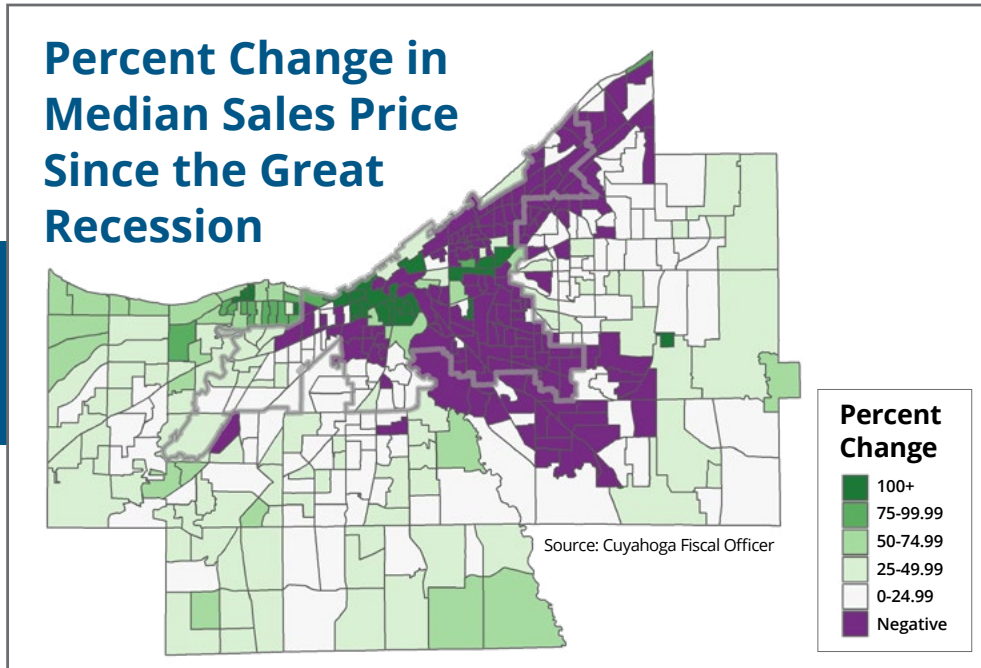 Percent Change in
Median Sales Price
Since the Great
Recession
Source: Cuyahoga Fiscal Officer
Percent
Change
100+
75-99.99
50-74.99
25-49.99
0-24.99
Negative